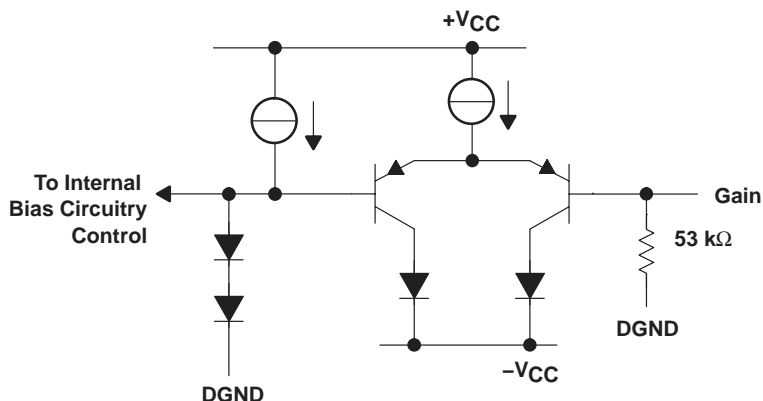 +VCC
To Internal
Bias Circuitry
Control
Gain
53 kΩ
DGND
−VCC
DGND